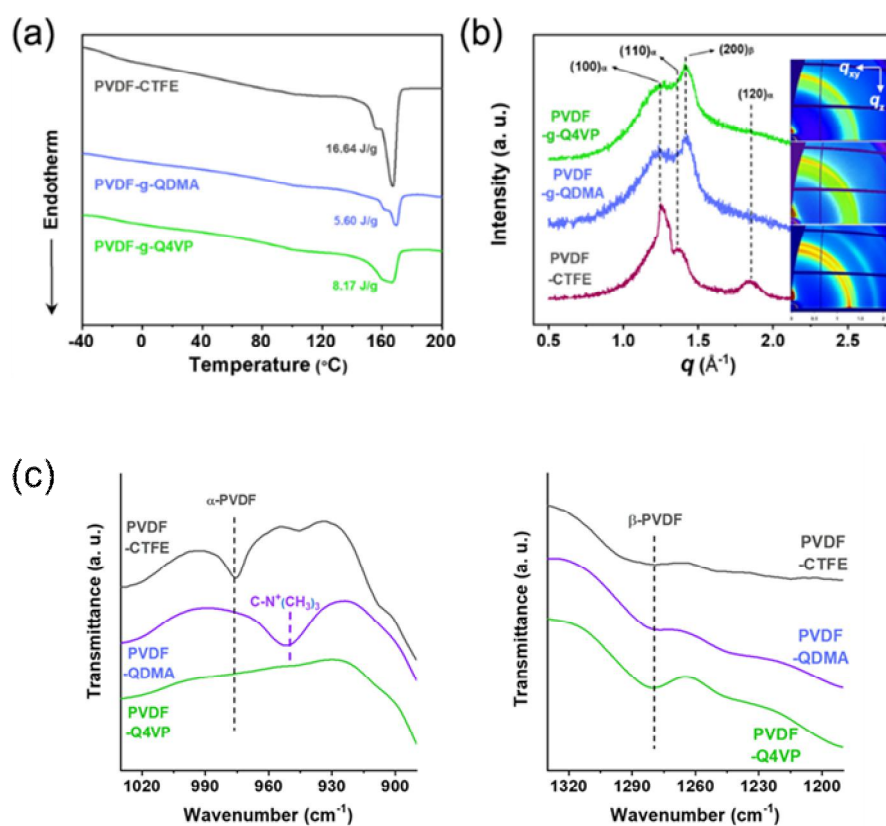 (a)
PVDF-CTFE
16.64 J/g
PVDF-g-QDMA
5.60 J/g
PVDF-g-Q4VP
8.17 J/g
Endotherm
-40 0 40 80 120 160 200
Temperature (°C)
(b)
(100)α
(110)α
(200)β
(120)α
qxy
qz
PVDF
-g-Q4VP
PVDF
-g-QDMA
PVDF
-CTFE
Intensity (a. u.)
0.5 1.0 1.5 2.0 2.5
q (Å-1)
(c)
α-PVDF
PVDF
-CTFE
C-N+(CH3)3
PVDF
-QDMA
PVDF
-Q4VP
Transmittance (a. u.)
1020 990 960 930 900
Wavenumber (cm-1)
β-PVDF
PVDF
-CTFE
PVDF
-QDMA
PVDF
-Q4VP
Transmittance (a. u.)
1320 1290 1260 1230 1200
Wavenumber (cm-1)